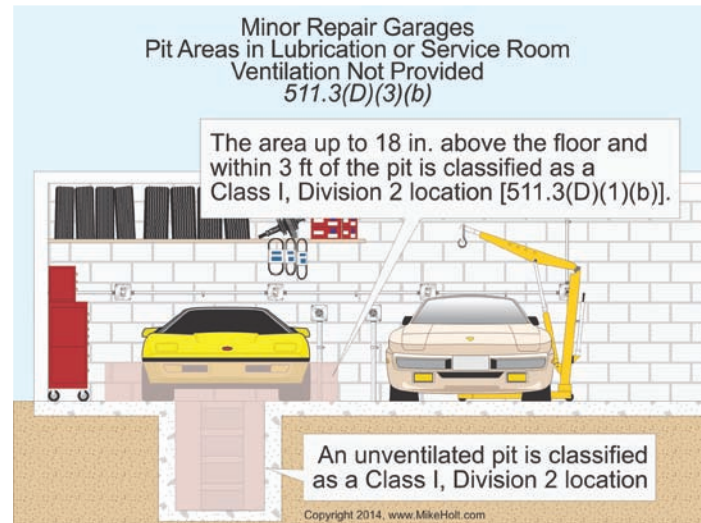 Minor Repair Garages
Pit Areas in Lubrication or Service Room
Ventilation Not Provided
511.3(D)(3)(b)
The area up to 18 in. above the floor and
within 3 ft of the pit is classified as a
Class I, Division 2 location [511.3(D)(1)(b)].
An unventilated pit is classified
as a Class I, Division 2 location
Copyright 2014, www.MikeHolt.com